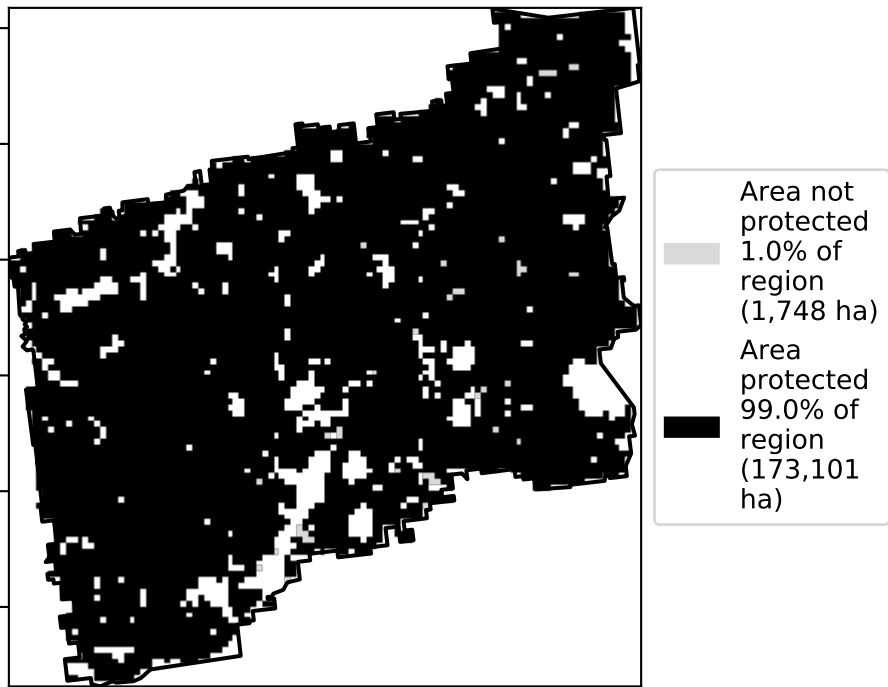 Area not
protected
1.0% of
region
(1,748 ha)
Area
protected
99.0% of
region
(173,101
ha)